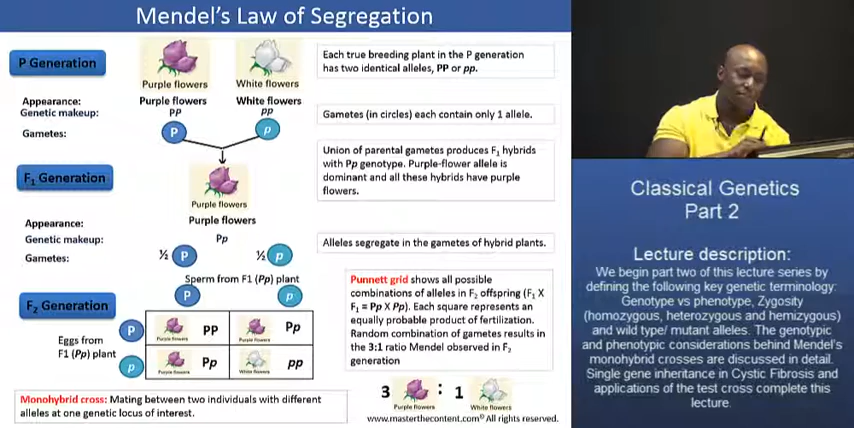 Mendel's Law of Segregation
P Generation
Purple flowers
White flowers
Each true breeding plant in the P generation
has two identical alleles, PP or pp.
Appearance:
Purple flowers
White flowers
Genetic makeup:
PP
pp
Gametes (in circles) each contain only 1 allele.
Gametes:
P
p
Union of parental gametes produces F1 hybrids
with Pp genotype. Purple-flower allele is
dominant and all these hybrids have purple
flowers.
F1 Generation
Purple flowers
Appearance:
Purple flowers
Genetic makeup:
Pp
Alleles segregate in the gametes of hybrid plants.
Gametes:
½ P
½ p
Sperm from F1 (Pp) plant
P
p
F2 Generation
Eggs from
F1 (Pp) plant
P
p
Purple flowers
PP
Purple flowers
Pp
Purple flowers
Pp
White flowers
pp
Punnett grid shows all possible
combinations of alleles in F2 offspring (F1 X
F1 = Pp X Pp). Each square represents an
equally probable product of fertilization.
Random combination of gametes results in
the 3:1 ratio Mendel observed in F2
generation
3 : 1
Purple flowers
White flowers
Monohybrid cross: Mating between two individuals with different
alleles at one genetic locus of interest.
www.masterthecontent.com© All rights reserved.
Classical Genetics
Part 2
Lecture description:
We begin part two of this lecture series by
defining the following key genetic terminology:
Genotype vs phenotype, Zygosity
(homozygous, heterozygous and hemizygous)
and wild type/ mutant alleles. The genotypic
and phenotypic considerations behind Mendel's
monohybrid crosses are discussed in detail.
Single gene inheritance in Cystic Fibrosis and
applications of the test cross complete this
lecture.